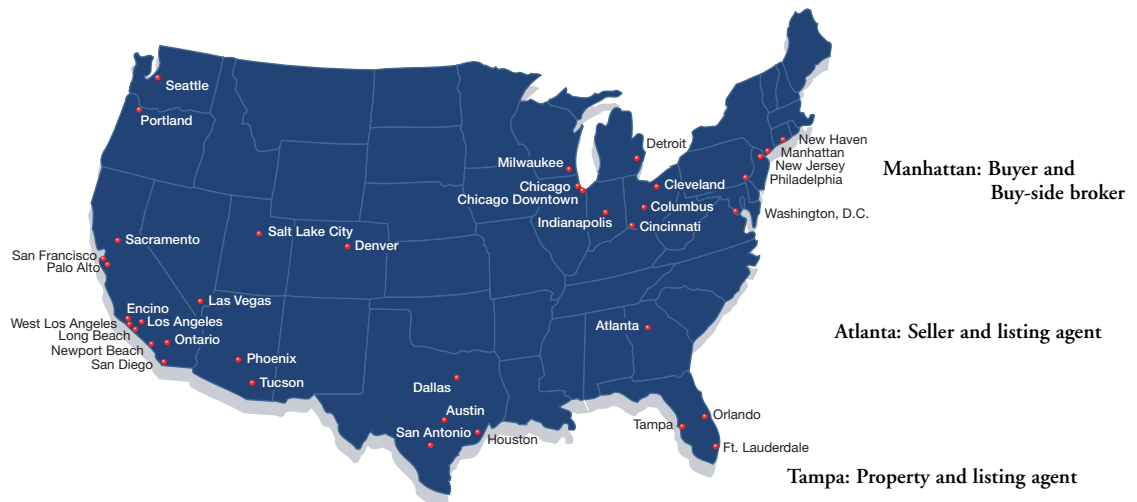 Seattle
Portland
Detroit
New Haven
Manhattan
New Jersey
Philadelphia
Milwaukee
Chicago
Chicago Downtown
Cleveland
Columbus
Indianapolis
Cincinnati
Washington, D.C.
Manhattan: Buyer and
Buy-side broker
Sacramento
San Francisco
Palo Alto
Salt Lake City
Denver
Las Vegas
Encino
West Los Angeles
Los Angeles
Long Beach
Ontario
Newport Beach
San Diego
Phoenix
Tucson
Atlanta
Atlanta: Seller and listing agent
Dallas
Austin
San Antonio
Houston
Orlando
Tampa
Ft. Lauderdale
Tampa: Property and listing agent